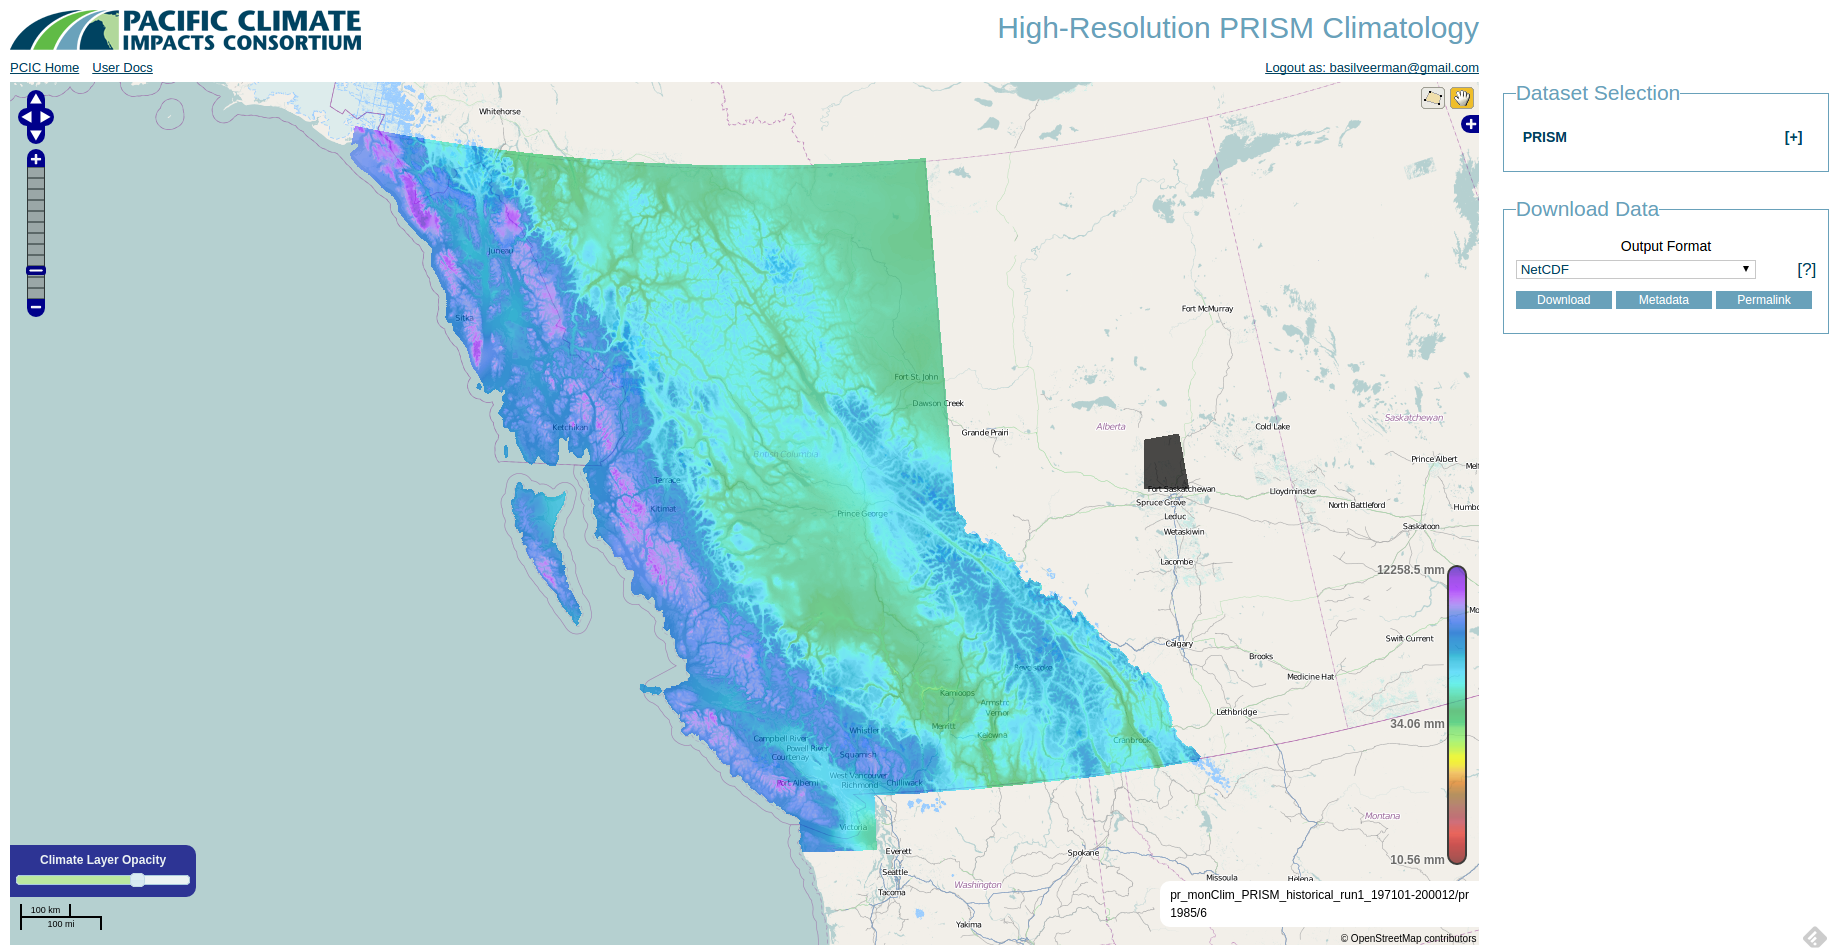 PACIFIC CLIMATE
IMPACTS CONSORTIUM
High-Resolution PRISM Climatology
PCIC Home User Docs
Logout as: basilveerman@gmail.com
Dataset Selection
PRISM [+]
Download Data
Output Format
NetCDF [?]
Download Metadata Permalink
Whitehorse
Juneau
Sitka
Fort McMurray
Fort St. John
Dawson Creek
Ketchikan
Grande Prairi
Alberta
Cold Lake
Saskatchewan
British Columbia
Prince Albert
Terrace
Fort Saskatchewan
Lloydminster
Spruce Grove
North Battleford
Humbo
Kitimat
Prince George
Leduc
Saskatoon
Wetaskiwin
Lacombe
12258.5 mm
Mo
Calgary
Swift Current
Brooks
Revelstoke
Medicine Hat
Kamloops
Armstrc
Vernor
Lethbridge
34.06 mm
Merritt
Kelowna
Whistler
Cranbrook
Campbell River
Powell River
Courtenay
Squamish
West Vancouver
Port Alberni
Richmond
Chilliwack
Montana
Victoria
Everett
Spokane
10.56 mm
Seattle
Missoula
Helena
Tacoma
Washington
Yakima
Climate Layer Opacity
100 km
100 mi
pr_monClim_PRISM_historical_run1_197101-200012/pr
1985/6
© OpenStreetMap contributors